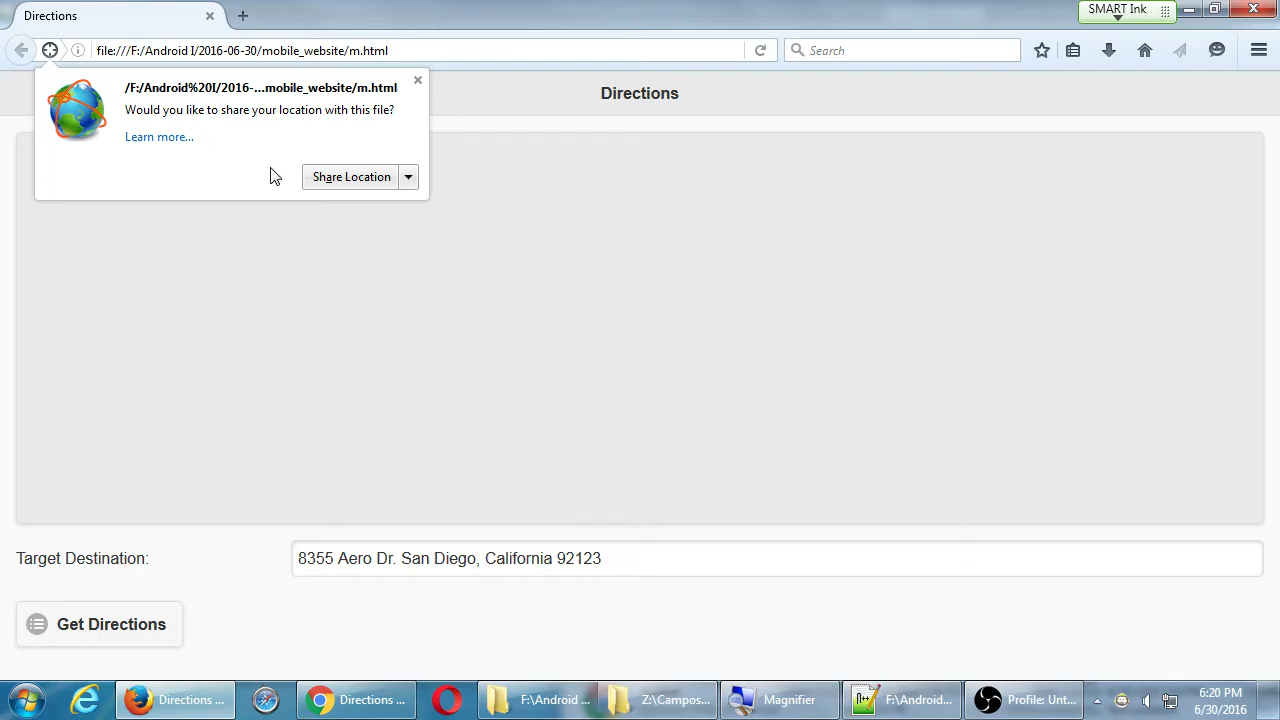 Directions
SMART Ink
file:///F:/Android I/2016-06-30/mobile_website/m.html
Search
/F:/Android%20I/2016-...mobile_website/m.html
Would you like to share your location with this file?
Learn more...
Share Location
Directions
Target Destination:
8355 Aero Dr. San Diego, California 92123
Get Directions
Directions ...
Directions ...
F:\Android ...
Z:\Campos...
Magnifier
F:\Android...
Profile: Unt...
6:20 PM
6/30/2016